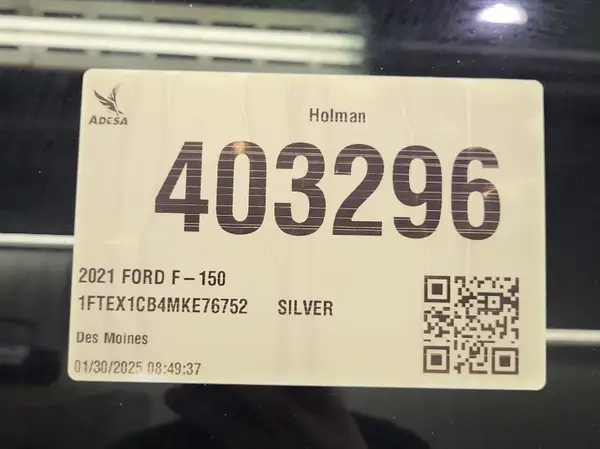 ADESA
Holman
403296
2021 FORD F-150
1FTEX1CB4MKE76752 SILVER
Des Moines
01/30/2025 08:49:37